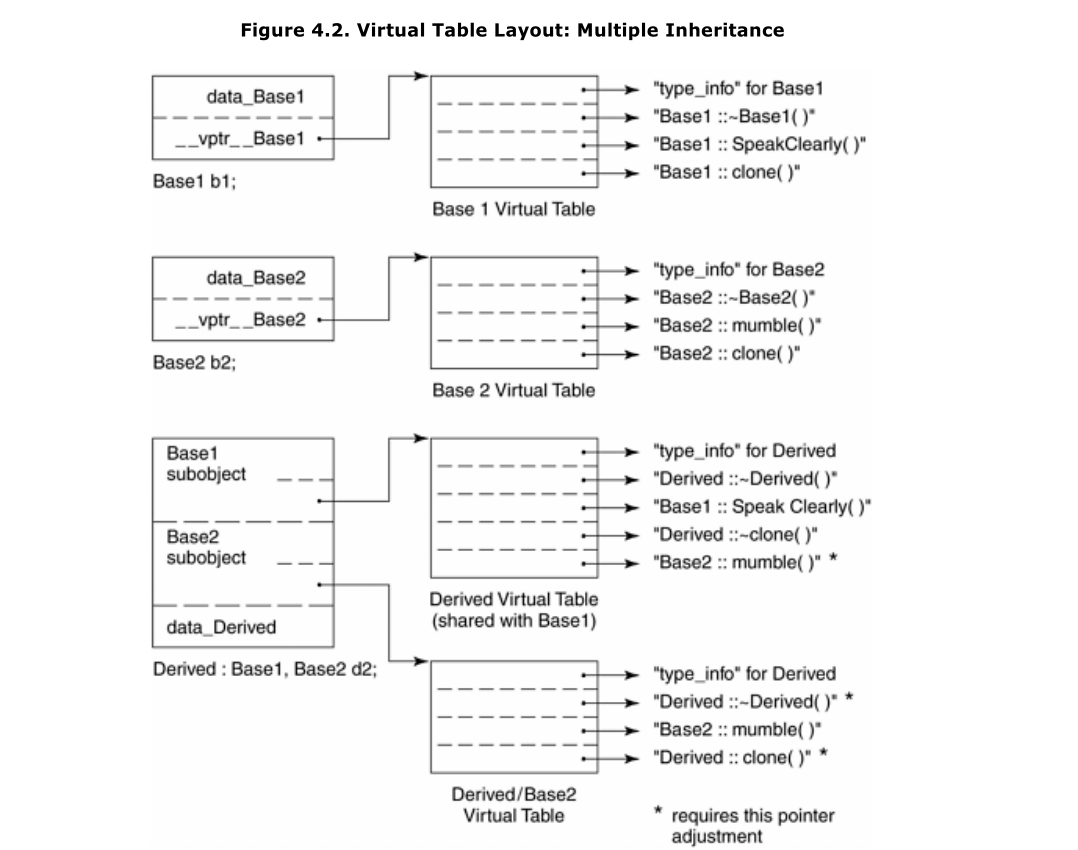 Figure 4.2. Virtual Table Layout: Multiple Inheritance
data_Base1
__vptr__Base1
Base1 b1;
"type_info" for Base1
"Base1 ::~Base1( )"
"Base1 :: SpeakClearly( )"
"Base1 :: clone( )"
Base 1 Virtual Table
data_Base2
__vptr__Base2
Base2 b2;
"type_info" for Base2
"Base2 ::~Base2( )"
"Base2 :: mumble( )"
"Base2 :: clone( )"
Base 2 Virtual Table
Base1
subobject
Base2
subobject
data_Derived
Derived : Base1, Base2 d2;
"type_info" for Derived
"Derived ::~Derived( )"
"Base1 :: Speak Clearly( )"
"Derived ::~clone( )"
"Base2 :: mumble( )" *
Derived Virtual Table
(shared with Base1)
"type_info" for Derived
"Derived ::~Derived( )" *
"Base2 :: mumble( )"
"Derived :: clone( )" *
Derived/Base2
Virtual Table
* requires this pointer
adjustment